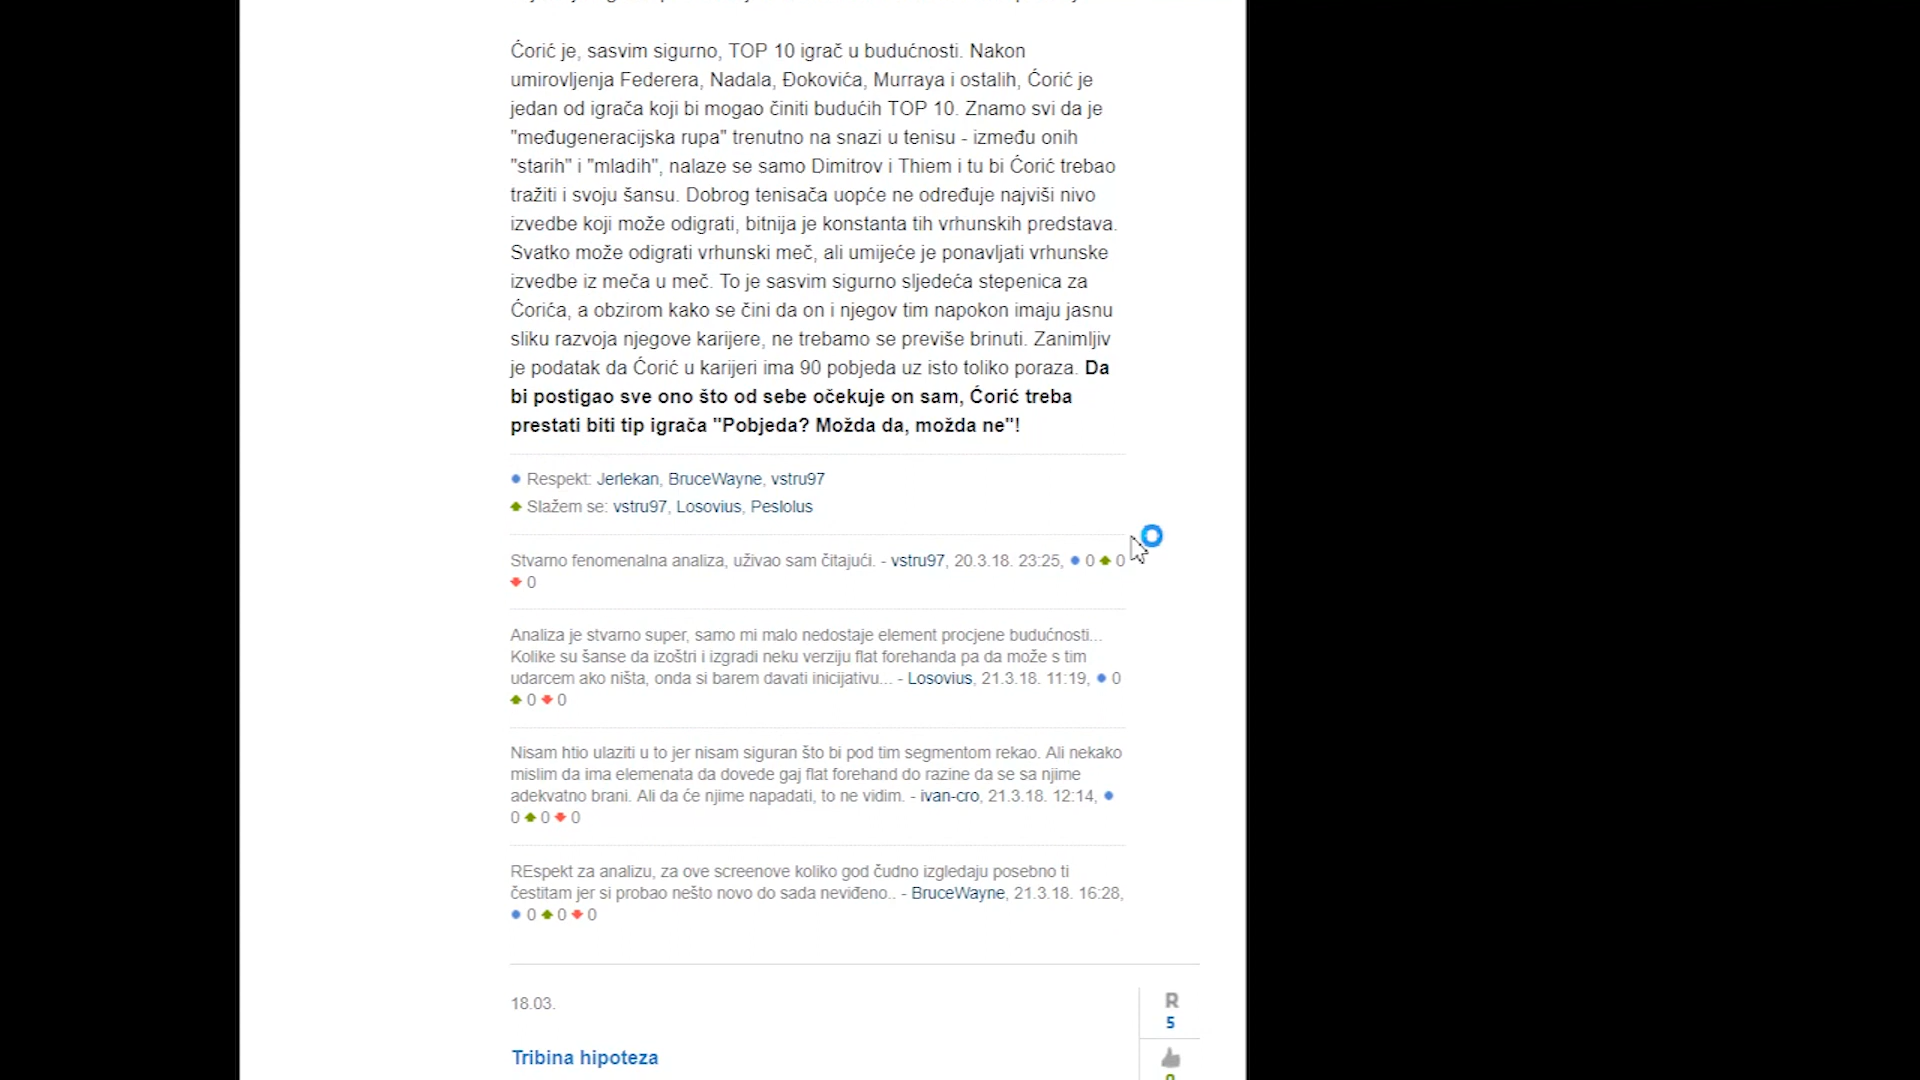 Ćorić je, sasvim sigurno, TOP 10 igrač u budućnosti. Nakon
umirovljenja Federera, Nadala, Đokovića, Murraya i ostalih, Ćorić je
jedan od igrača koji bi mogao činiti budućih TOP 10. Znamo svi da je
"međugeneracijska rupa" trenutno na snazi u tenisu - između onih
"starih" i "mladih", nalaze se samo Dimitrov i Thiem i tu bi Ćorić trebao
tražiti i svoju šansu. Dobrog tenisača uopće ne određuje najviši nivo
izvedbe koji može odigrati, bitnija je konstanta tih vrhunskih predstava.
Svatko može odigrati vrhunski meč, ali umijeće je ponavljati vrhunske
izvedbe iz meča u meč. To je sasvim sigurno sljedeća stepenica za
Ćorića, a obzirom kako se čini da on i njegov tim napokon imaju jasnu
sliku razvoja njegove karijere, ne trebamo se previše brinuti. Zanimljiv
je podatak da Ćorić u karijeri ima 90 pobjeda uz isto toliko poraza. Da
bi postigao sve ono što od sebe očekuje on sam, Ćorić treba
prestati biti tip igrača "Pobjeda? Možda da, možda ne"!
Respekt: Jerlekan, BruceWayne, vstru97
Slažem se: vstru97, Losovius, Peslolus
Stvarno fenomenalna analiza, uživao sam čitajući. - vstru97, 20.3.18. 23:25, 0 0
0
Analiza je stvarno super, samo mi malo nedostaje element procjene budućnosti...
Kolike su šanse da izoštri i izgradi neku verziju flat forehanda pa da može s tim
udarcem ako ništa, onda si barem davati inicijativu... - Losovius, 21.3.18. 11:19, 0
0 0
Nisam htio ulaziti u to jer nisam siguran što bi pod tim segmentom rekao. Ali nekako
mislim da ima elemenata da dovede gaj flat forehand do razine da se sa njime
adekvatno brani. Ali da će njime napadati, to ne vidim. - ivan-cro, 21.3.18. 12:14,
0 0 0
REspekt za analizu, za ove screenove koliko god čudno izgledaju posebno ti
čestitam jer si probao nešto novo do sada neviđeno.. - BruceWayne, 21.3.18. 16:28,
0 0 0
18.03.
R
5
Tribina hipoteza